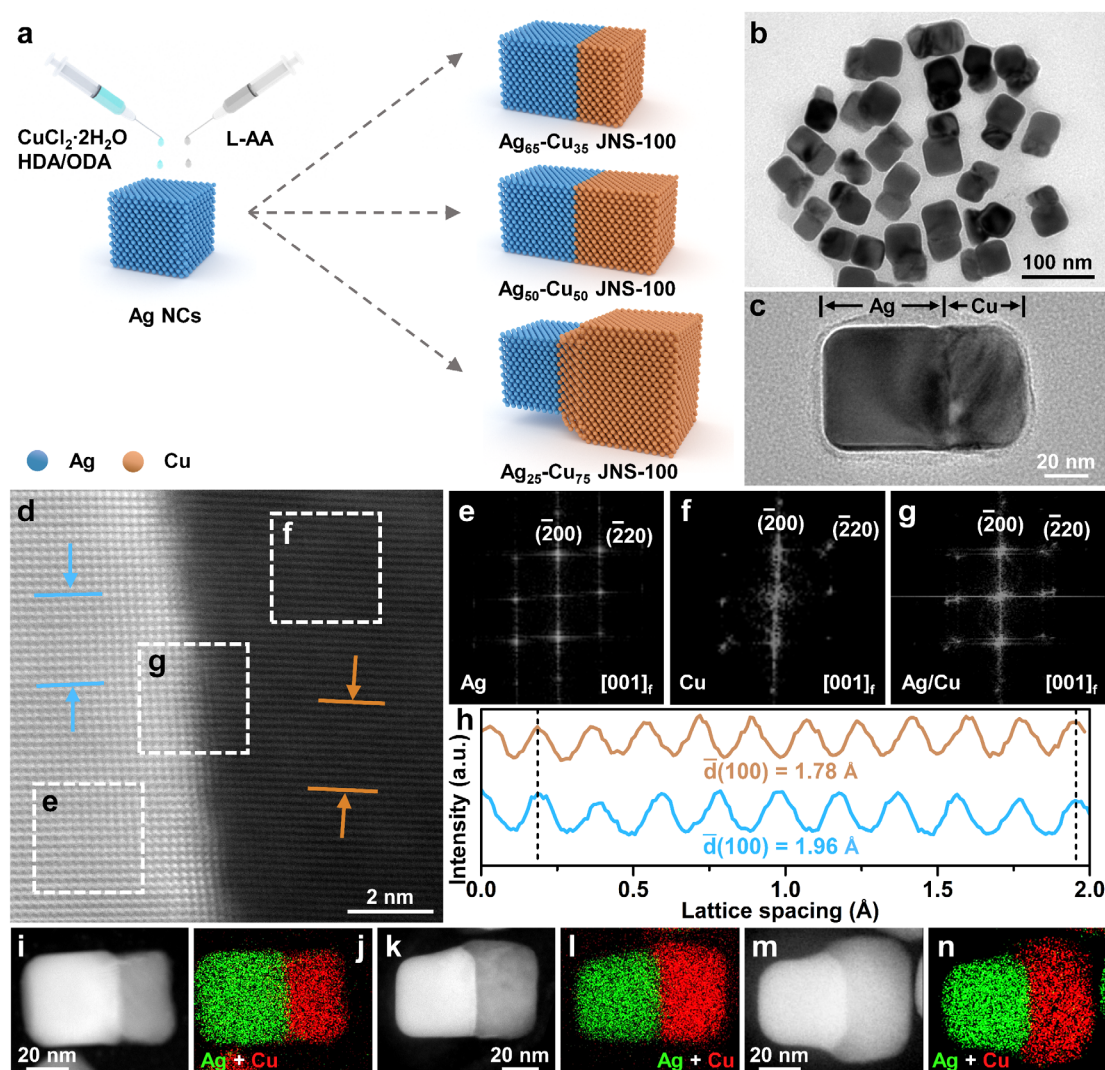 a
CuCl₂·2H₂O
HDA/ODA
L-AA
Ag NCs
Ag₆₅-Cu₃₅ JNS-100
Ag₅₀-Cu₅₀ JNS-100
Ag₂₅-Cu₇₅ JNS-100
Ag
Cu
b
100 nm
c
Ag
Cu
20 nm
d
f
g
e
2 nm
e
(2̄00)
(2̄20)
Ag
[001]f
f
(2̄00)
(2̄20)
Cu
[001]f
g
(2̄00)
(2̄20)
Ag/Cu
[001]f
h
Intensity (a.u.)
d̄(100) = 1.78 Å
d̄(100) = 1.96 Å
0.0 0.5 1.0 1.5 2.0
Lattice spacing (Å)
i
20 nm
j
Ag + Cu
k
20 nm
l
Ag + Cu
m
20 nm
n
Ag + Cu